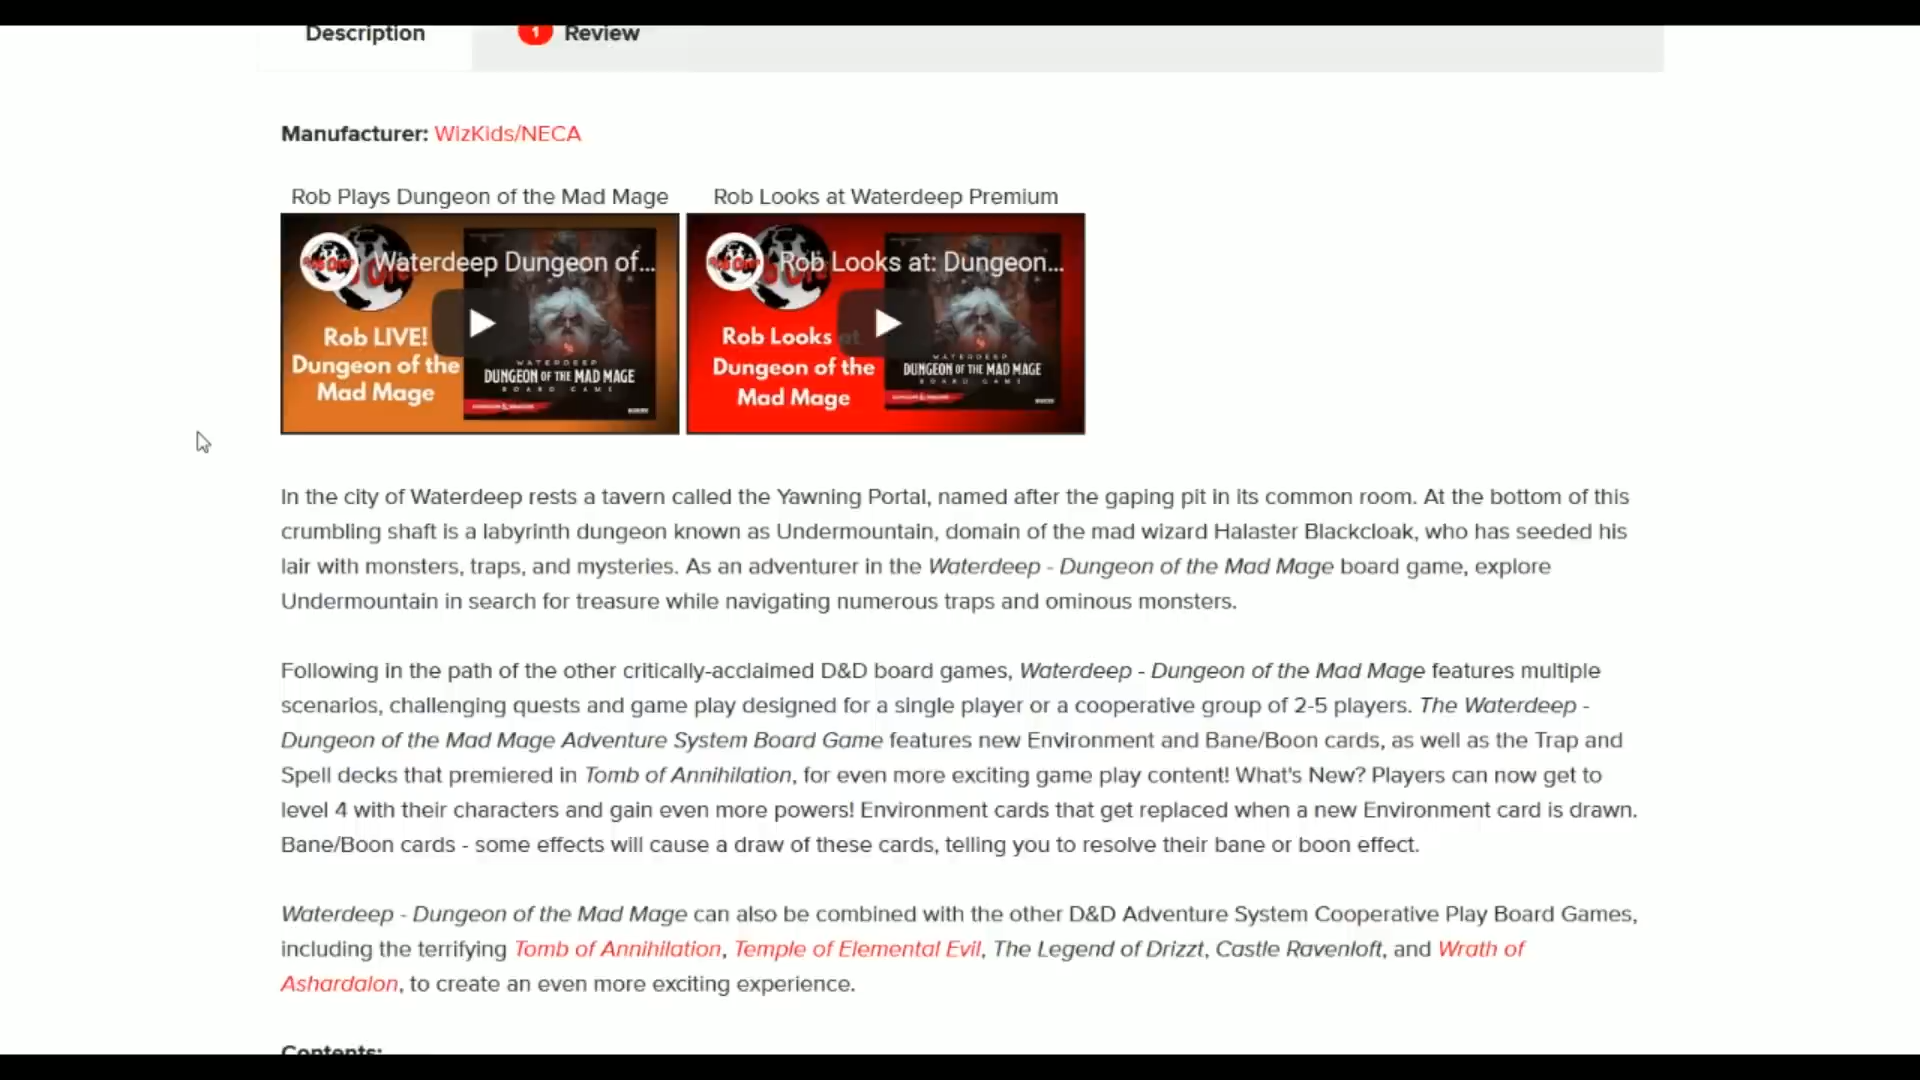 Description
1 Review
Manufacturer: WizKids/NECA
Rob Plays Dungeon of the Mad Mage
Rob Looks at Waterdeep Premium
Waterdeep Dungeon of...
Rob LIVE!
Dungeon of the
Mad Mage
WATERDEEP
DUNGEON OF THE MAD MAGE
BOARD GAME
Rob Looks at: Dungeon...
Rob Looks at
Dungeon of the
Mad Mage
WATERDEEP
DUNGEON OF THE MAD MAGE
BOARD GAME
In the city of Waterdeep rests a tavern called the Yawning Portal, named after the gaping pit in its common room. At the bottom of this
crumbling shaft is a labyrinth dungeon known as Undermountain, domain of the mad wizard Halaster Blackcloak, who has seeded his
lair with monsters, traps, and mysteries. As an adventurer in the Waterdeep - Dungeon of the Mad Mage board game, explore
Undermountain in search for treasure while navigating numerous traps and ominous monsters.
Following in the path of the other critically-acclaimed D&D board games, Waterdeep - Dungeon of the Mad Mage features multiple
scenarios, challenging quests and game play designed for a single player or a cooperative group of 2-5 players. The Waterdeep -
Dungeon of the Mad Mage Adventure System Board Game features new Environment and Bane/Boon cards, as well as the Trap and
Spell decks that premiered in Tomb of Annihilation, for even more exciting game play content! What's New? Players can now get to
level 4 with their characters and gain even more powers! Environment cards that get replaced when a new Environment card is drawn.
Bane/Boon cards - some effects will cause a draw of these cards, telling you to resolve their bane or boon effect.
Waterdeep - Dungeon of the Mad Mage can also be combined with the other D&D Adventure System Cooperative Play Board Games,
including the terrifying Tomb of Annihilation, Temple of Elemental Evil, The Legend of Drizzt, Castle Ravenloft, and Wrath of
Ashardalon, to create an even more exciting experience.
Contents: